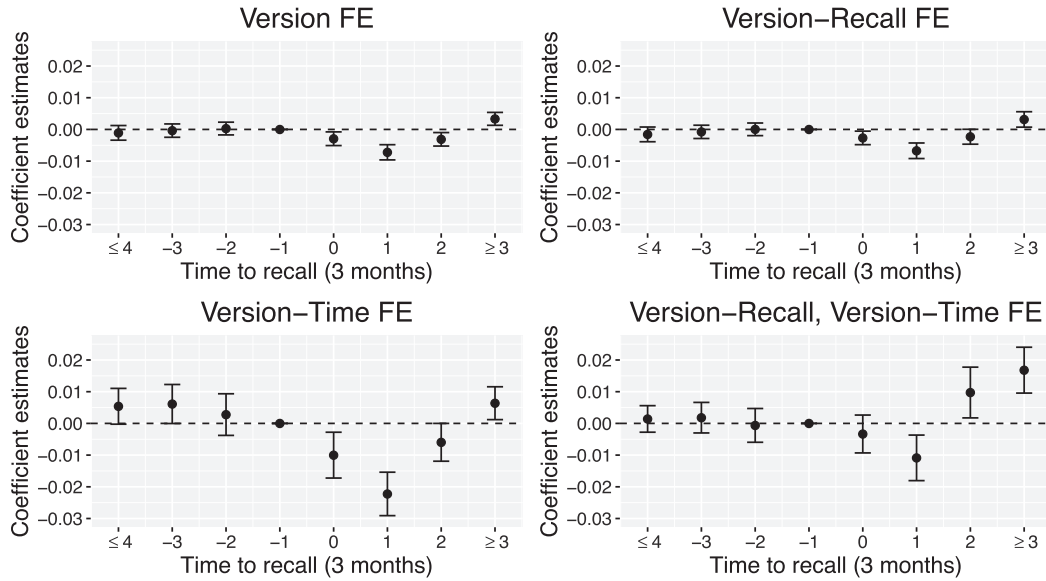 Version FE
Coefficient estimates
0.02
0.01
0.00
−0.01
−0.02
−0.03
≤ 4 −3 −2 −1 0 1 2 ≥ 3
Time to recall (3 months)
Version−Recall FE
Coefficient estimates
0.02
0.01
0.00
−0.01
−0.02
−0.03
≤ 4 −3 −2 −1 0 1 2 ≥ 3
Time to recall (3 months)
Version−Time FE
Coefficient estimates
0.02
0.01
0.00
−0.01
−0.02
−0.03
≤ 4 −3 −2 −1 0 1 2 ≥ 3
Time to recall (3 months)
Version−Recall, Version−Time FE
Coefficient estimates
0.02
0.01
0.00
−0.01
−0.02
−0.03
≤ 4 −3 −2 −1 0 1 2 ≥ 3
Time to recall (3 months)